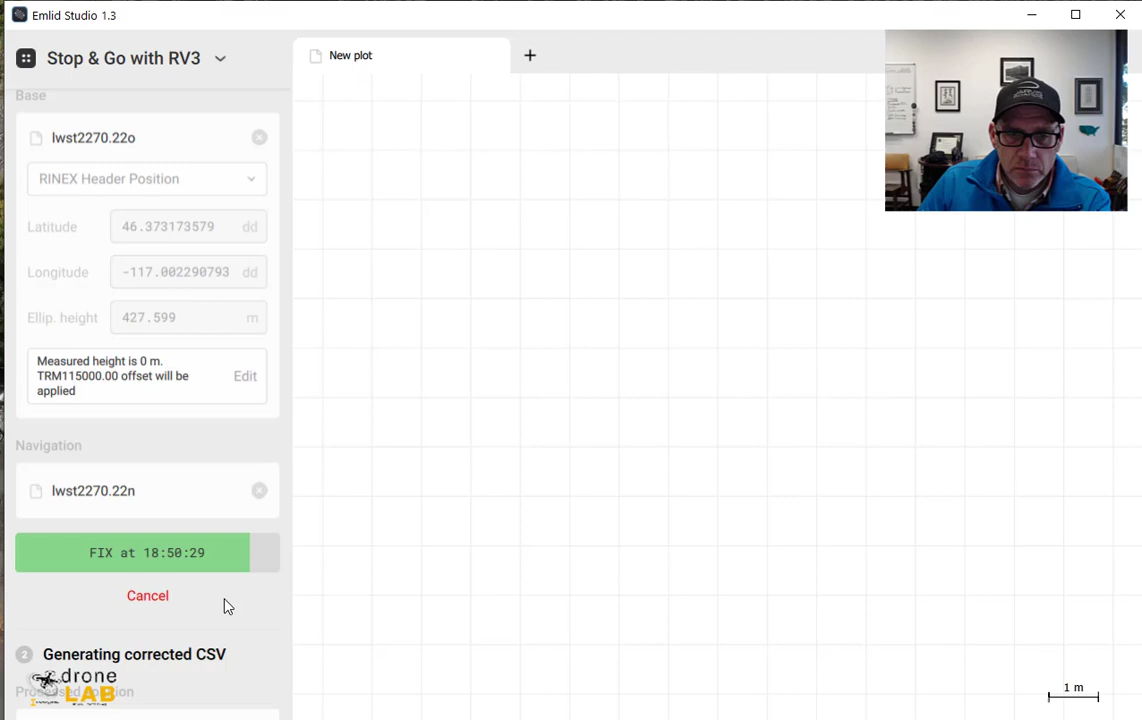 Emlid Studio 1.3
Stop & Go with RV3
New plot
Base
lwst2270.22o
RINEX Header Position
Latitude 46.373173579 dd
Longitude -117.002290793 dd
Ellip. height 427.599 m
Measured height is 0 m.
TRM115000.00 offset will be
applied
Edit
Navigation
lwst2270.22n
FIX at 18:50:29
Cancel
2 Generating corrected CSV
drone
LAB
1 m